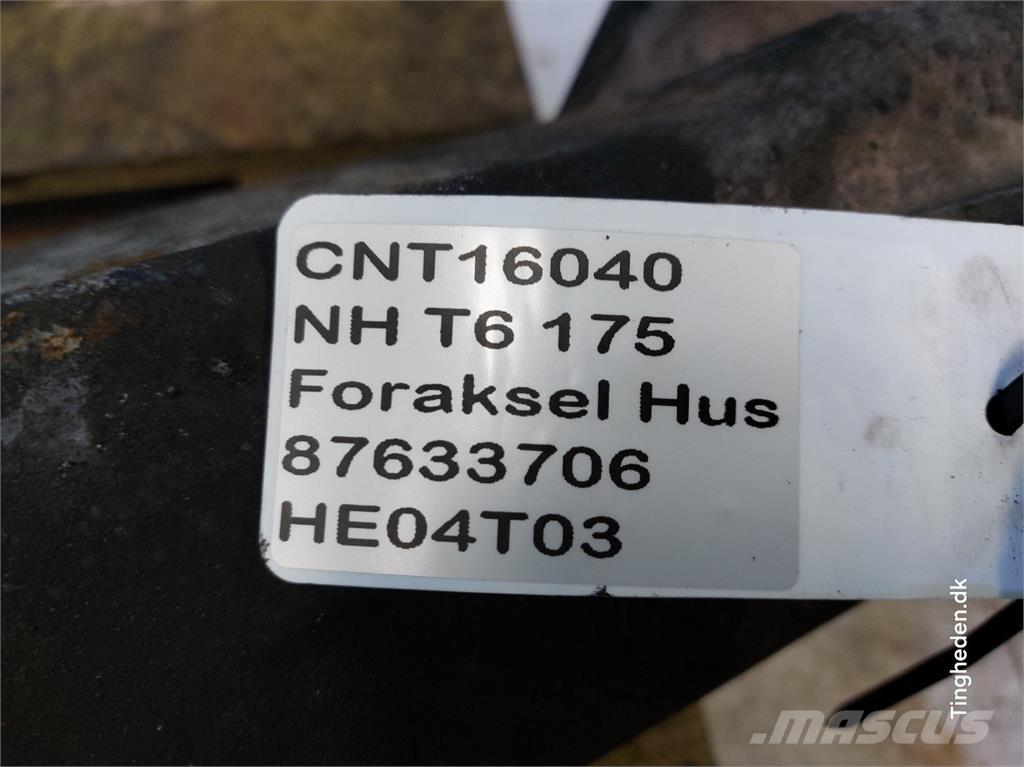 CNT16040
NH T6 175
Foraksel Hus
87633706
HE04T03
Tingheden.dk
MASCUS